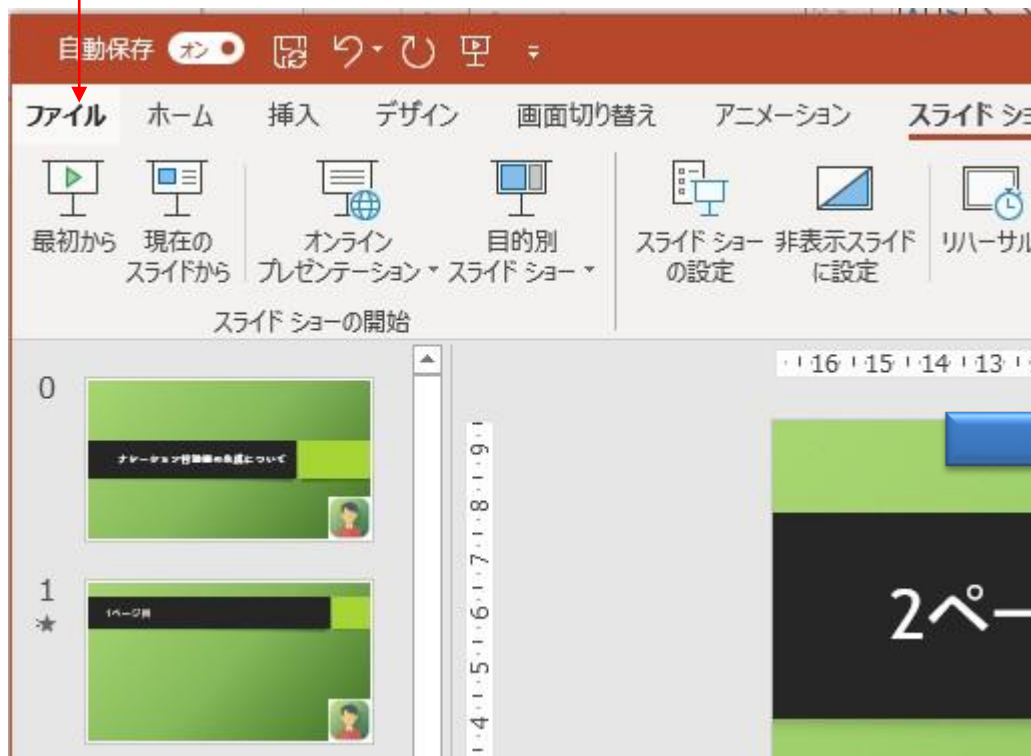 自動保存 オン
ファイル ホーム 挿入 デザイン 画面切り替え アニメーション スライド ショ
最初から 現在の オンライン 目的別 スライド ショー 非表示スライド リハーサル
スライドから プレゼンテーション スライド ショー の設定 に設定
スライド ショーの開始
16 15 14 13
0
ナレーション付動画の
について
1
1ページ目
9
8
7
6
5
4
2ペー